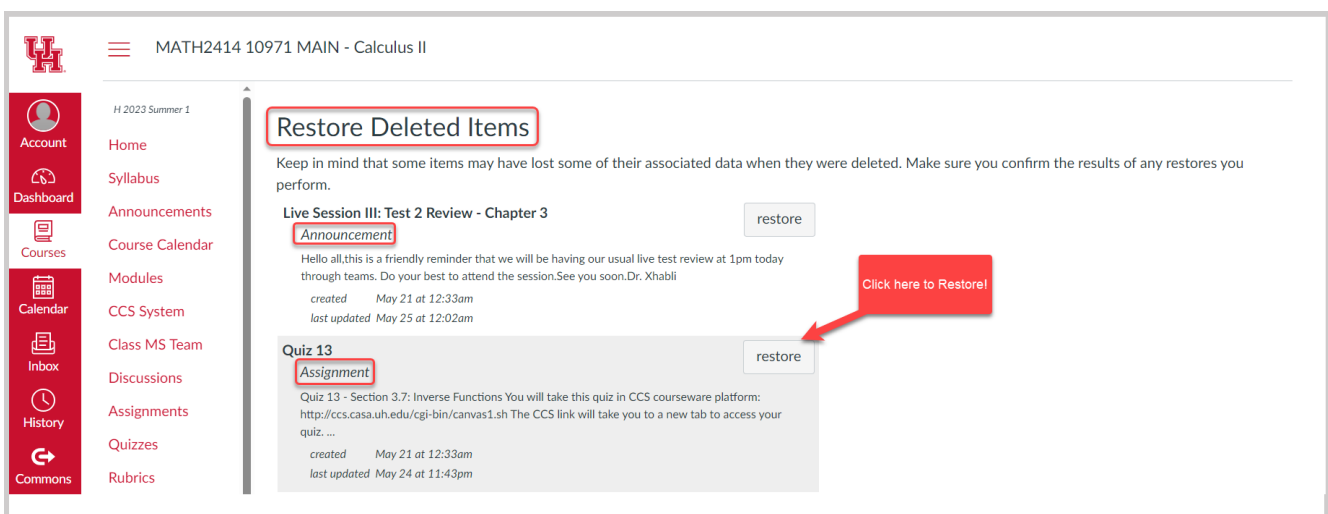 UH
MATH2414 10971 MAIN - Calculus II
Account
Dashboard
Courses
Calendar
Inbox
History
Commons
H 2023 Summer 1
Home
Syllabus
Announcements
Course Calendar
Modules
CCS System
Class MS Team
Discussions
Assignments
Quizzes
Rubrics
Restore Deleted Items
Keep in mind that some items may have lost some of their associated data when they were deleted. Make sure you confirm the results of any restores you
perform.
Live Session III: Test 2 Review - Chapter 3
restore
Announcement
Hello all,this is a friendly reminder that we will be having our usual live test review at 1pm today
through teams. Do your best to attend the session.See you soon.Dr. Xhabli
created May 21 at 12:33am
last updated May 25 at 12:02am
Click here to Restore!
Quiz 13
restore
Assignment
Quiz 13 - Section 3.7: Inverse Functions You will take this quiz in CCS courseware platform:
http://ccs.casa.uh.edu/cgi-bin/canvas1.sh The CCS link will take you to a new tab to access your
quiz. ...
created May 21 at 12:33am
last updated May 24 at 11:43pm